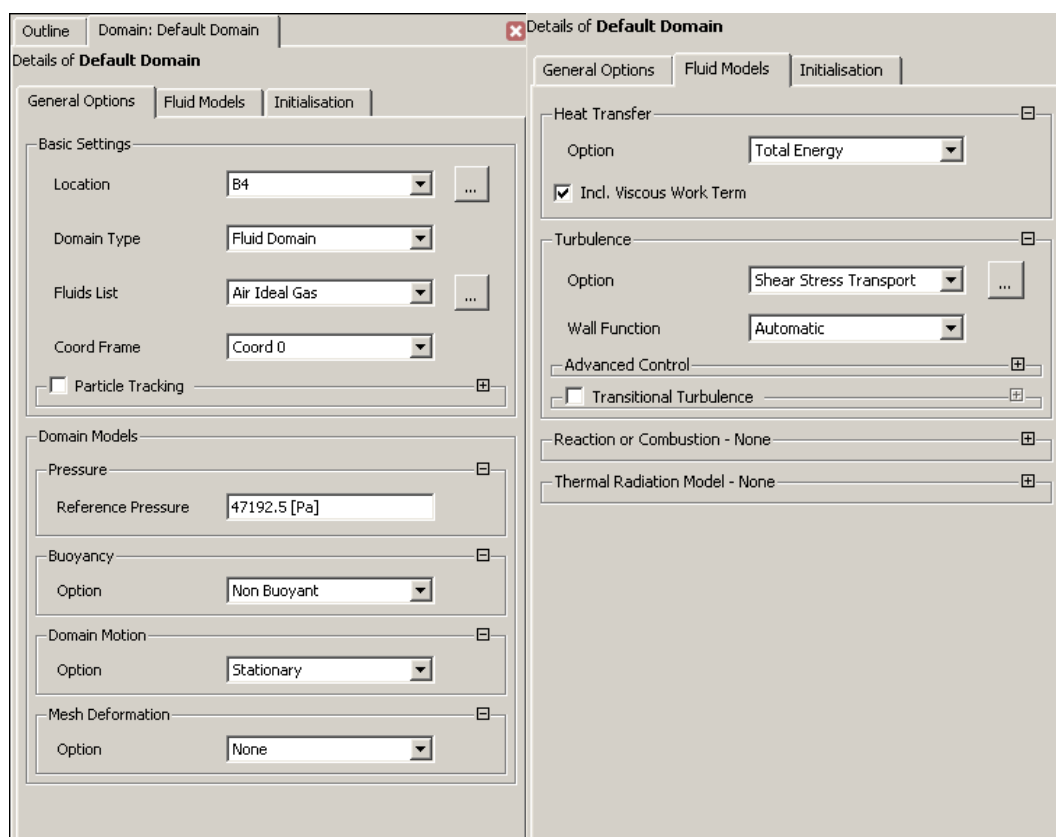 Outline
Domain: Default Domain
Details of Default Domain
General Options
Fluid Models
Initialisation
Basic Settings
Location
B4
...
Domain Type
Fluid Domain
Fluids List
Air Ideal Gas
...
Coord Frame
Coord 0
Particle Tracking
Domain Models
Pressure
Reference Pressure
47192.5 [Pa]
Buoyancy
Option
Non Buoyant
Domain Motion
Option
Stationary
Mesh Deformation
Option
None
Details of Default Domain
General Options
Fluid Models
Initialisation
Heat Transfer
Option
Total Energy
Incl. Viscous Work Term
Turbulence
Option
Shear Stress Transport
...
Wall Function
Automatic
Advanced Control
Transitional Turbulence
Reaction or Combustion - None
Thermal Radiation Model - None